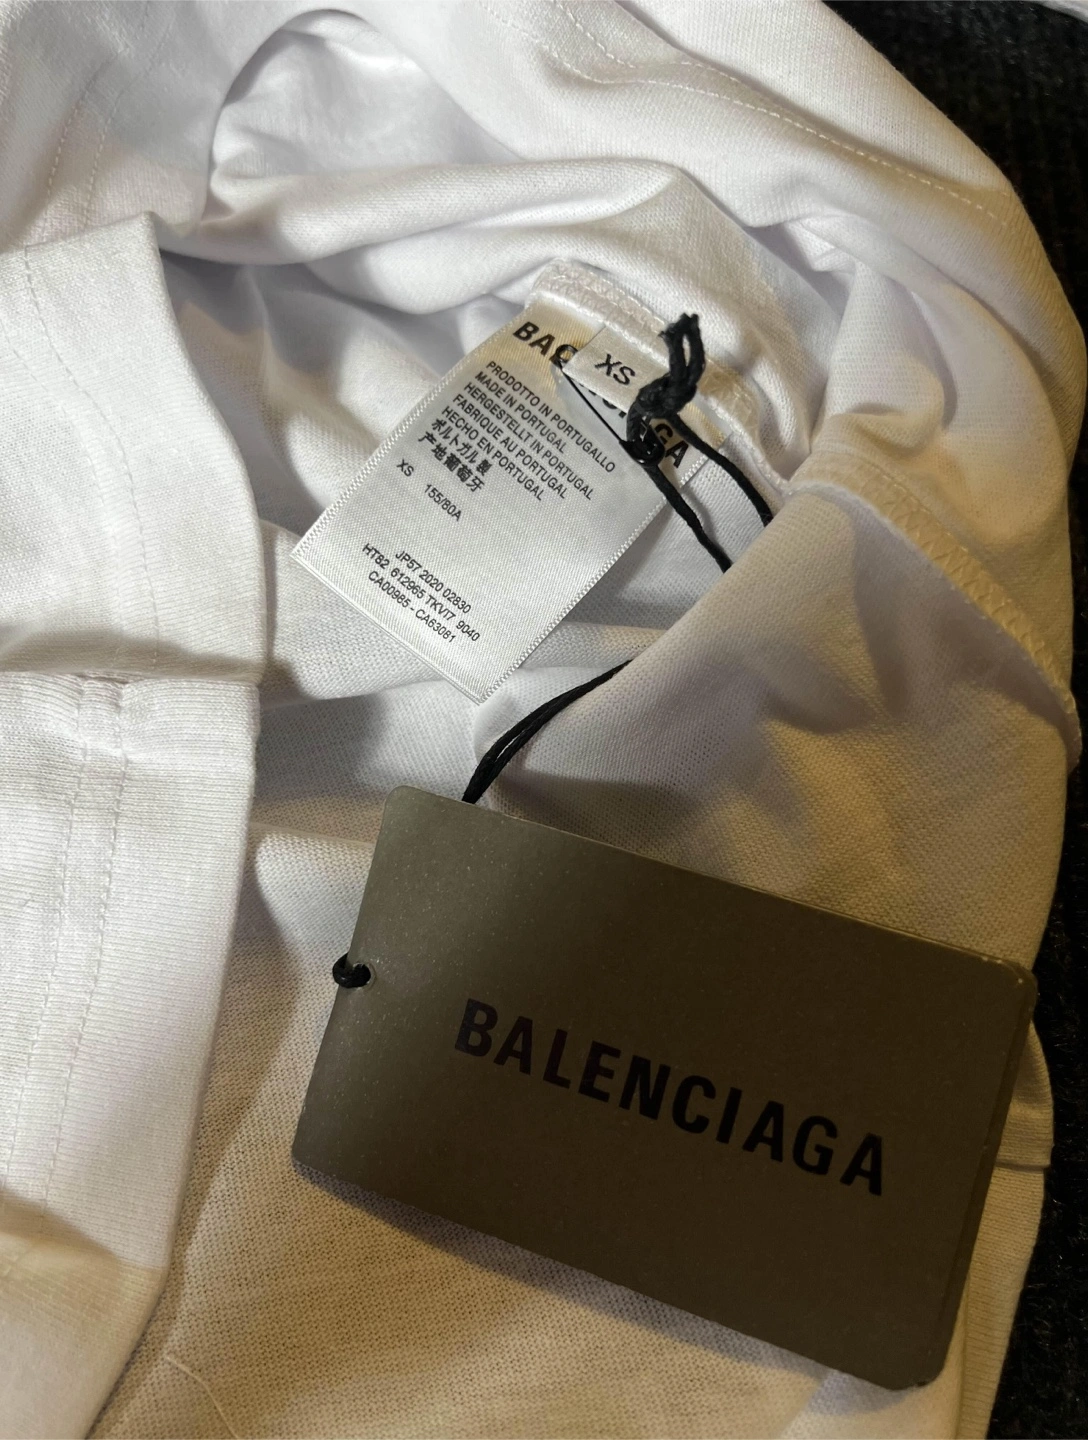 BA
XS
GA
PRODOTTO IN PORTUGALLO
MADE IN PORTUGAL
HERGESTELLT IN PORTUGAL
FABRIQUE AU PORTUGAL
HECHO EN PORTUGAL
ポルトガル製
产地葡萄牙
XS 155/80A
JP57 2020 02830
HT82 612965 TKVI7 9040
CA00985 - CA63081
BALENCIAGA